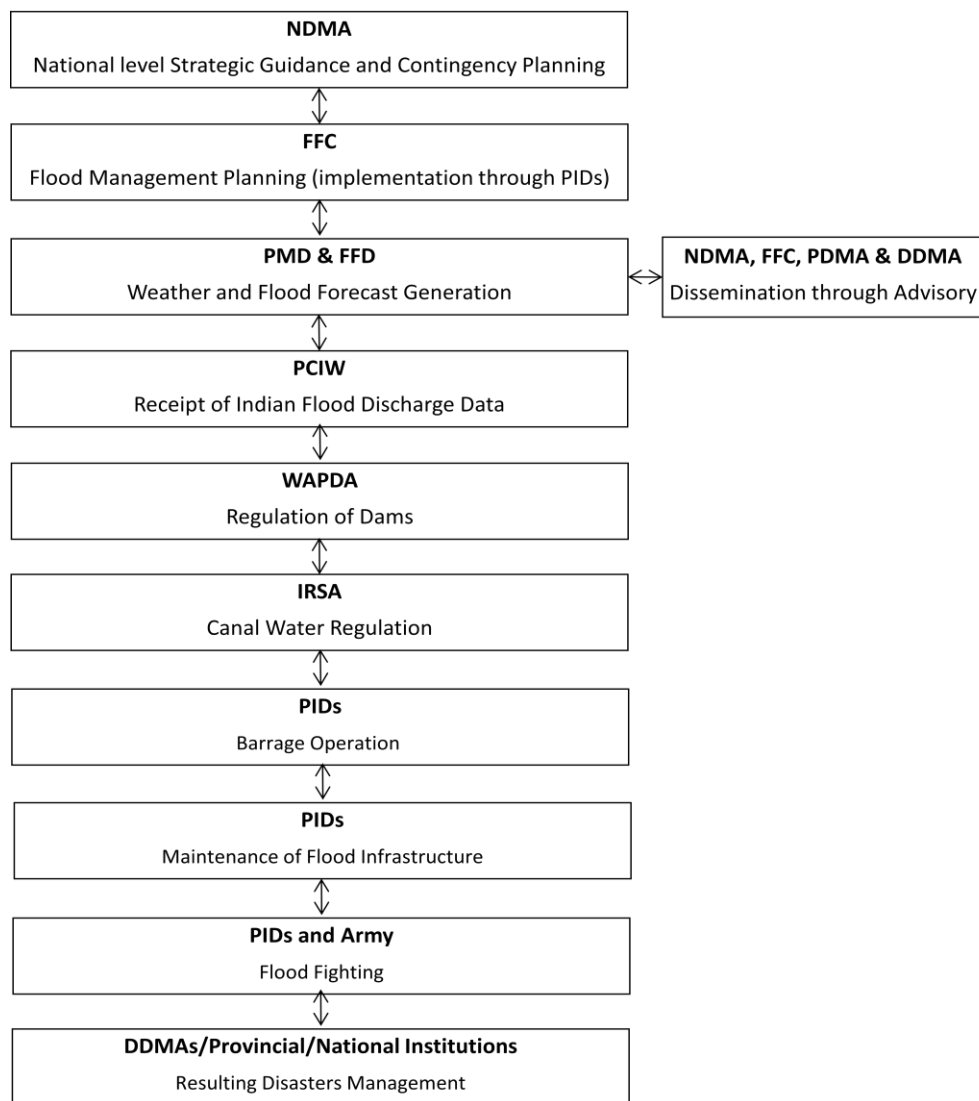 NDMA
National level Strategic Guidance and Contingency Planning
FFC
Flood Management Planning (implementation through PIDs)
PMD & FFD
Weather and Flood Forecast Generation
NDMA, FFC, PDMA & DDMA
Dissemination through Advisory
PCIW
Receipt of Indian Flood Discharge Data
WAPDA
Regulation of Dams
IRSA
Canal Water Regulation
PIDs
Barrage Operation
PIDs
Maintenance of Flood Infrastructure
PIDs and Army
Flood Fighting
DDMAs/Provincial/National Institutions
Resulting Disasters Management